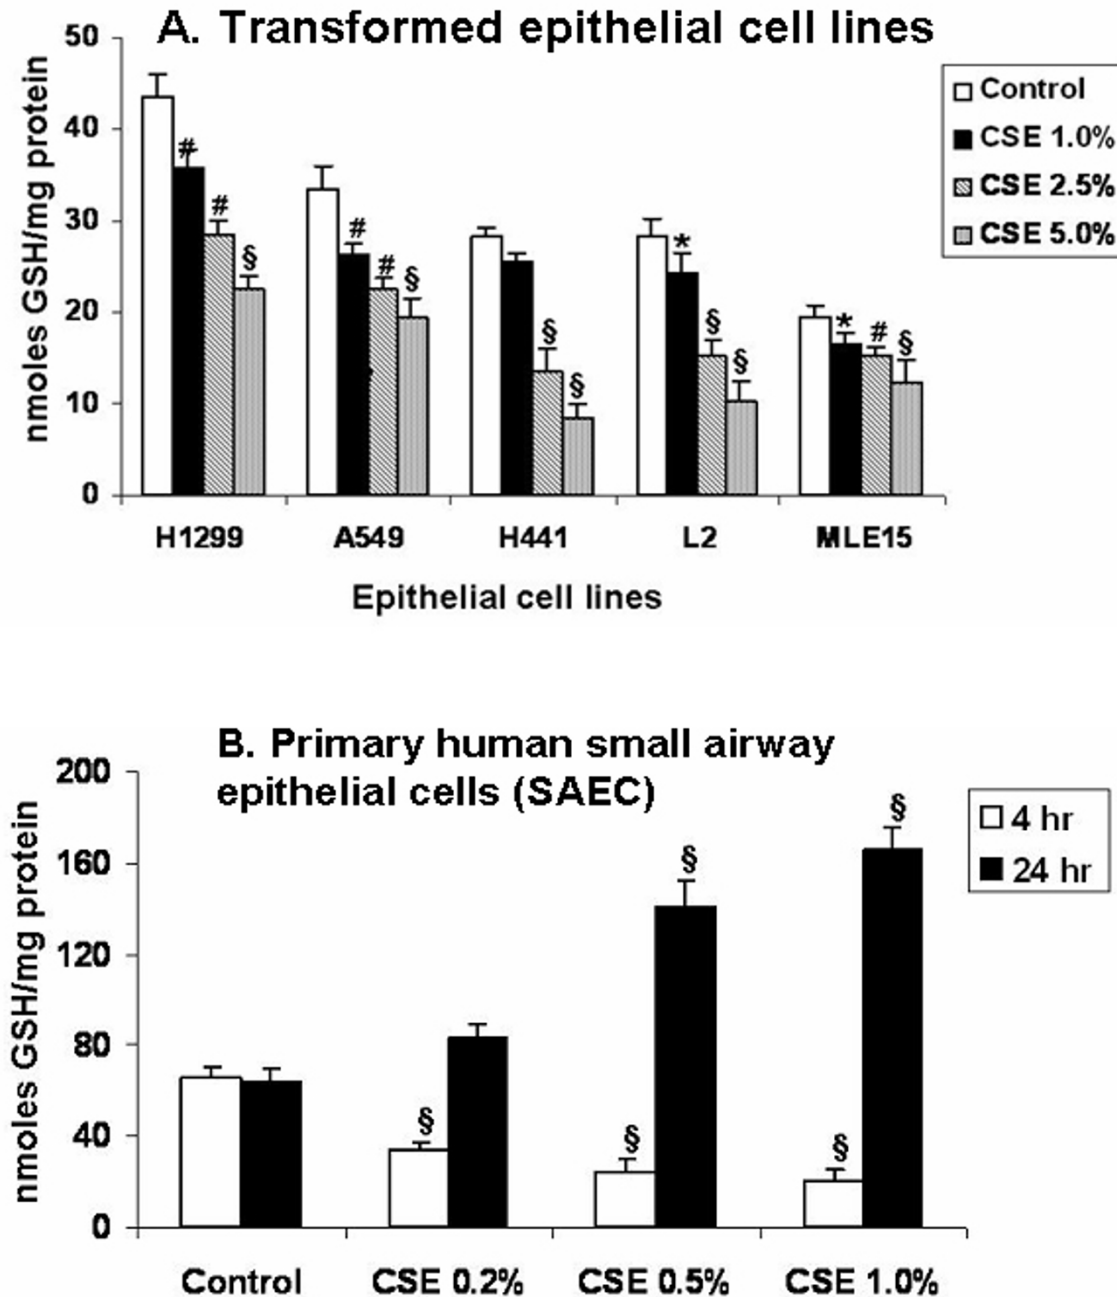 A. Transformed epithelial cell lines
50
40
30
20
10
0
nmoles GSH/mg protein
Control
CSE 1.0%
CSE 2.5%
CSE 5.0%
# # §
# # §
§ §
* § §
* # §
H1299 A549 H441 L2 MLE15
Epithelial cell lines
B. Primary human small airway
epithelial cells (SAEC)
200
160
120
80
40
0
nmoles GSH/mg protein
4 hr
24 hr
§
§ §
§ §
Control CSE 0.2% CSE 0.5% CSE 1.0%